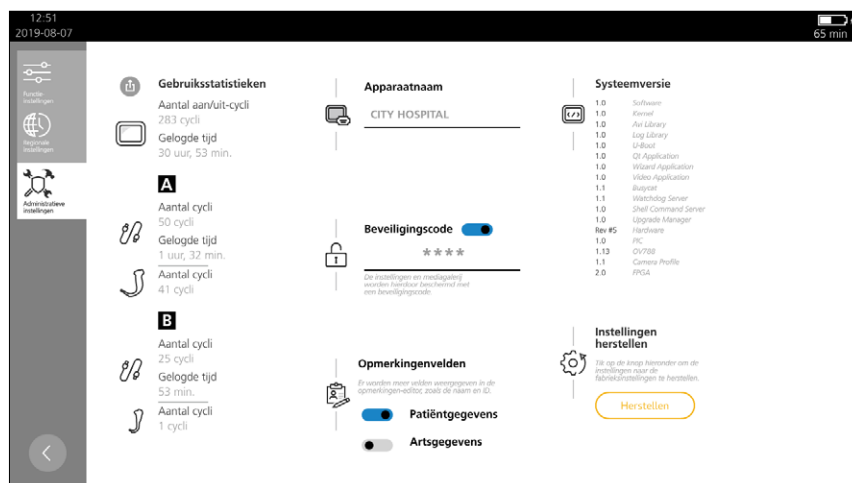 12:51
2019-08-07
65 min
Functie-
instellingen
Regionale
instellingen
Administratieve
instellingen
Gebruiksstatistieken
Aantal aan/uit-cycli
283 cycli
Gelogde tijd
30 uur, 53 min.
A
Aantal cycli
50 cycli
Gelogde tijd
1 uur, 32 min.
Aantal cycli
41 cycli
B
Aantal cycli
25 cycli
Gelogde tijd
53 min.
Aantal cycli
1 cycli
Apparaatnaam
CITY HOSPITAL
Beveiligingscode
****
De instellingen en mediagalerij
worden hierdoor beschermd met
een beveiligingscode
Opmerkingenvelden
Er worden meer velden weergegeven in de
opmerkingen-editor, zoals de naam en ID.
Patiëntgegevens
Artsgegevens
Systeemversie
1.0 Software
1.0 Kernel
1.0 Avi Library
1.0 Log Library
1.0 U-Boot
1.0 Qt Application
1.0 Wizard Application
1.0 Video Application
1.1 Busytat
1.1 Watchdog Server
1.0 Shell Command Server
1.0 Upgrade Manager
Rev #5 Hardware
1.0 PIC
1.13 OV788
1.1 Camera Profile
2.0 FPGA
Instellingen
herstellen
Tik op de knop hieronder om de
instellingen naar de
fabrieksinstellingen te herstellen.
Herstellen